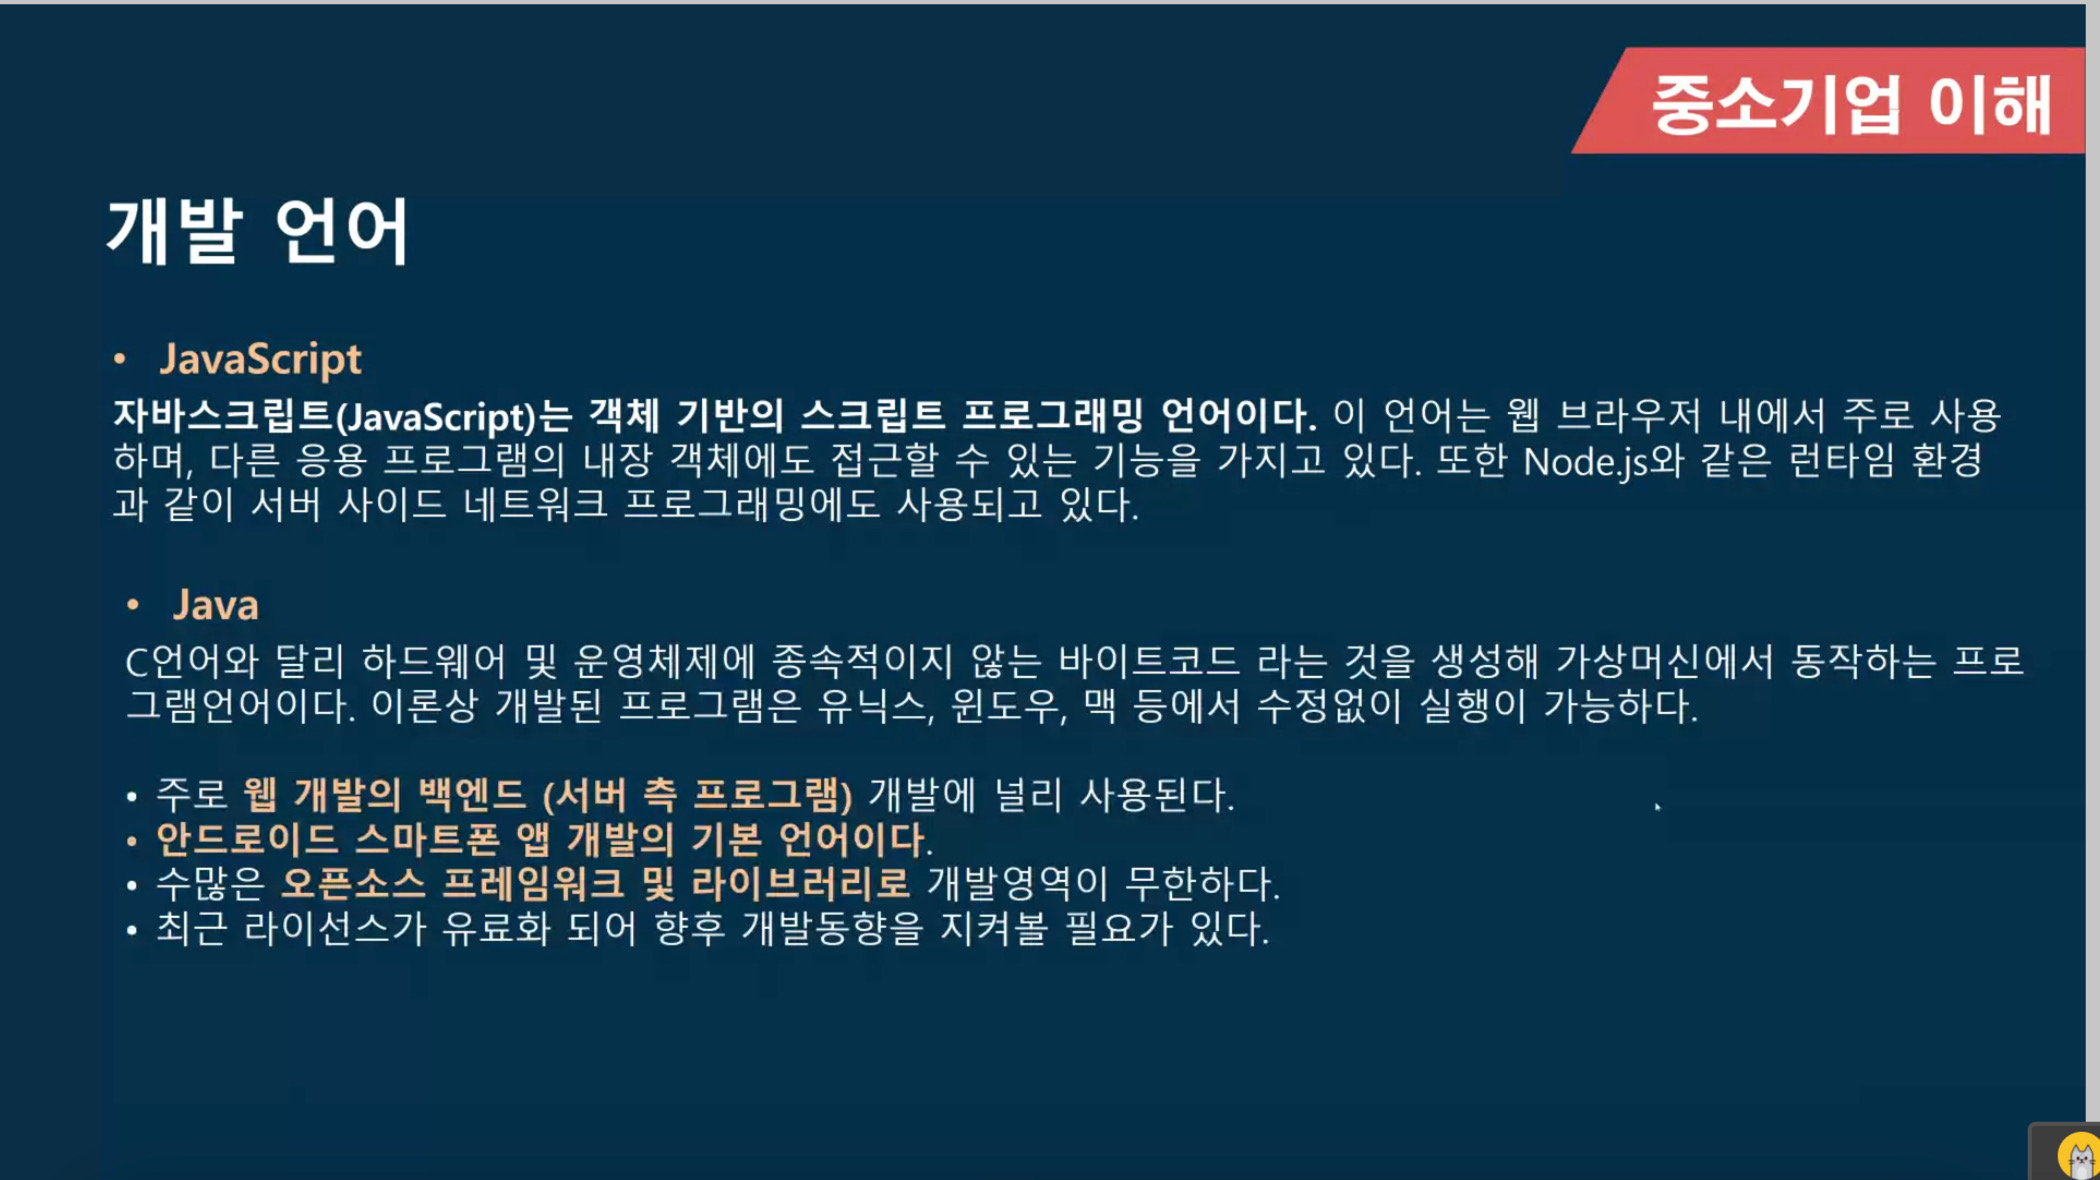 중소기업 이해
개발 언어
• JavaScript
자바스크립트(JavaScript)는 객체 기반의 스크립트 프로그래밍 언어이다. 이 언어는 웹 브라우저 내에서 주로 사용
하며, 다른 응용 프로그램의 내장 객체에도 접근할 수 있는 기능을 가지고 있다. 또한 Node.js와 같은 런타임 환경
과 같이 서버 사이드 네트워크 프로그래밍에도 사용되고 있다.
• Java
C언어와 달리 하드웨어 및 운영체제에 종속적이지 않는 바이트코드 라는 것을 생성해 가상머신에서 동작하는 프로
그램언어이다. 이론상 개발된 프로그램은 유닉스, 윈도우, 맥 등에서 수정없이 실행이 가능하다.
• 주로 웹 개발의 백엔드 (서버 측 프로그램) 개발에 널리 사용된다.
• 안드로이드 스마트폰 앱 개발의 기본 언어이다.
• 수많은 오픈소스 프레임워크 및 라이브러리로 개발영역이 무한하다.
• 최근 라이선스가 유료화 되어 향후 개발동향을 지켜볼 필요가 있다.